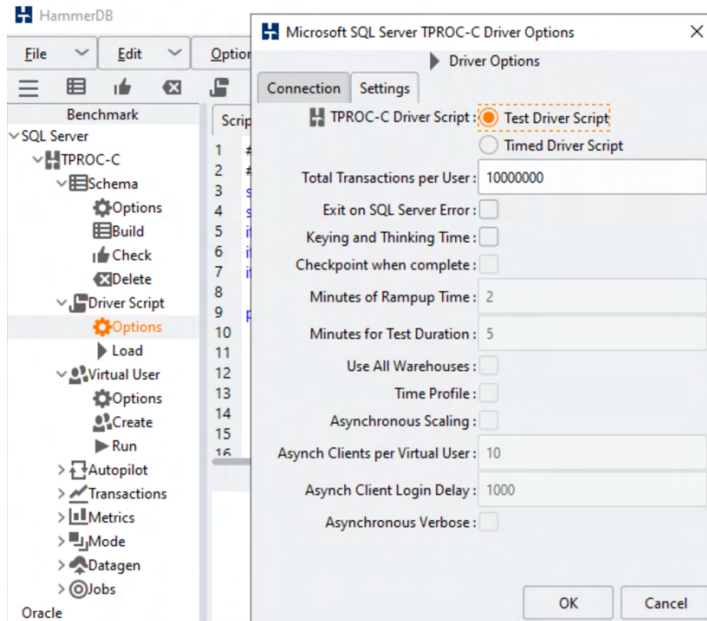 HammerDB
File
Edit
Option
Benchmark
SQL Server
TPROC-C
Schema
Options
Build
Check
Delete
Driver Script
Options
Load
Virtual User
Options
Create
Run
Autopilot
Transactions
Metrics
Mode
Datagen
Jobs
Oracle
Scrip
1 #
2 #
3 s
4 s
5 if
6 if
7 if
8
9 p
10
11
12
13
14
15
16
Microsoft SQL Server TPROC-C Driver Options
Driver Options
Connection Settings
TPROC-C Driver Script : Test Driver Script
Timed Driver Script
Total Transactions per User : 10000000
Exit on SQL Server Error :
Keying and Thinking Time :
Checkpoint when complete :
Minutes of Rampup Time : 2
Minutes for Test Duration : 5
Use All Warehouses :
Time Profile :
Asynchronous Scaling :
Asynch Clients per Virtual User : 10
Asynch Client Login Delay : 1000
Asynchronous Verbose :
OK Cancel